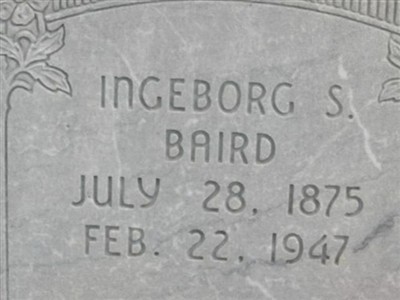 INGEBORG S.
BAIRD
JULY 28, 1875
FEB. 22, 1947